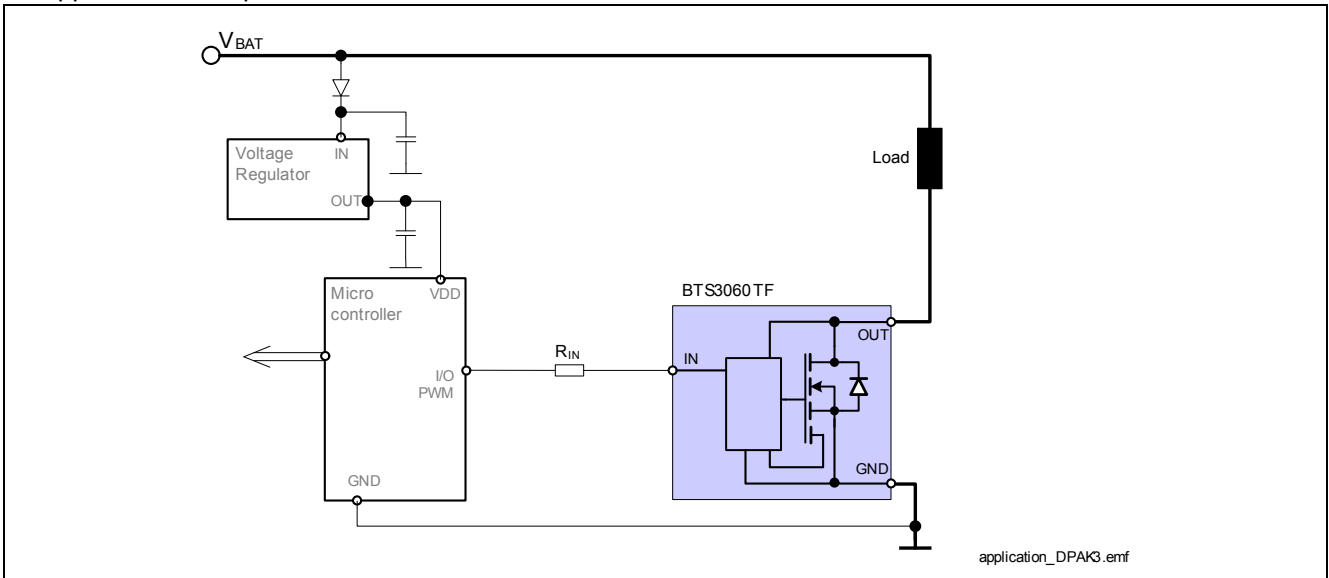 VBAT
Voltage
Regulator
IN
OUT
Load
Micro
controller
VDD
I/O
PWM
GND
RIN
BTS3060TF
IN
OUT
GND
application_DPAK3.emf